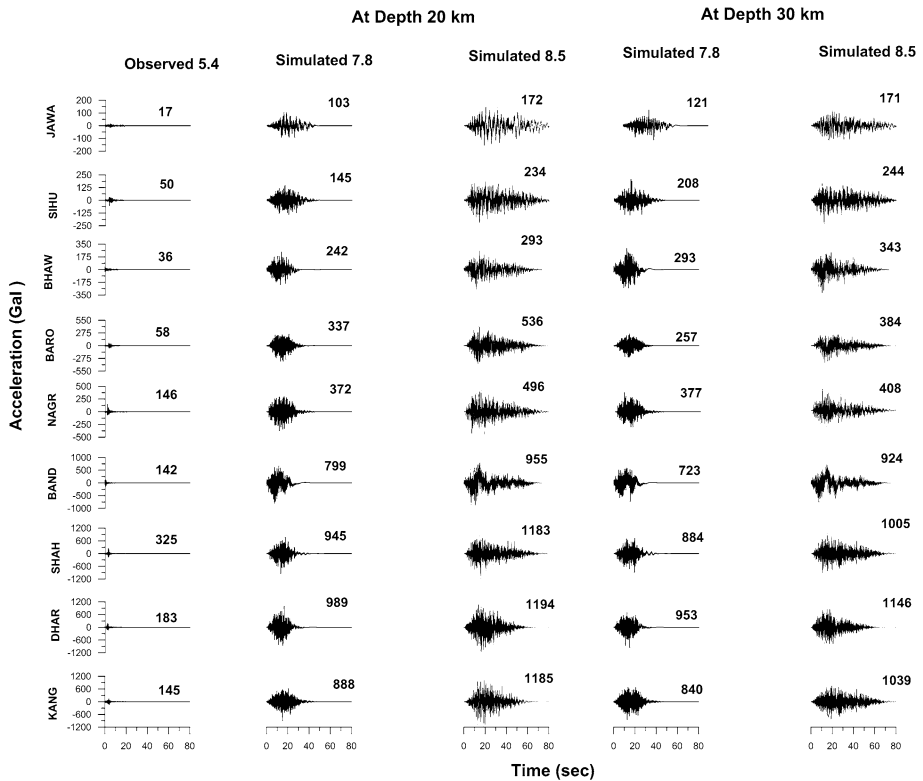 At Depth 20 km At Depth 30 km
Observed 5.4 Simulated 7.8 Simulated 8.5 Simulated 7.8 Simulated 8.5
Acceleration (Gal )
JAWA 200 100 0 -100 -200 17 103 172 121 171
SIHU 250 125 0 -125 -250 50 145 234 208 244
BHAW 350 175 0 -175 -350 36 242 293 293 343
BARO 550 275 0 -275 -550 58 337 536 257 384
NAGR 500 250 0 -250 -500 146 372 496 377 408
BAND 1000 500 0 -500 -1000 142 799 955 723 924
SHAH 1200 600 0 -600 -1200 325 945 1183 884 1005
DHAR 1200 600 0 -600 -1200 183 989 1194 953 1146
KANG 1200 600 0 -600 -1200 145 888 1185 840 1039
0 20 40 60 80 0 20 40 60 80 0 20 40 60 80 0 20 40 60 80 0 20 40 60 80
Time (sec)